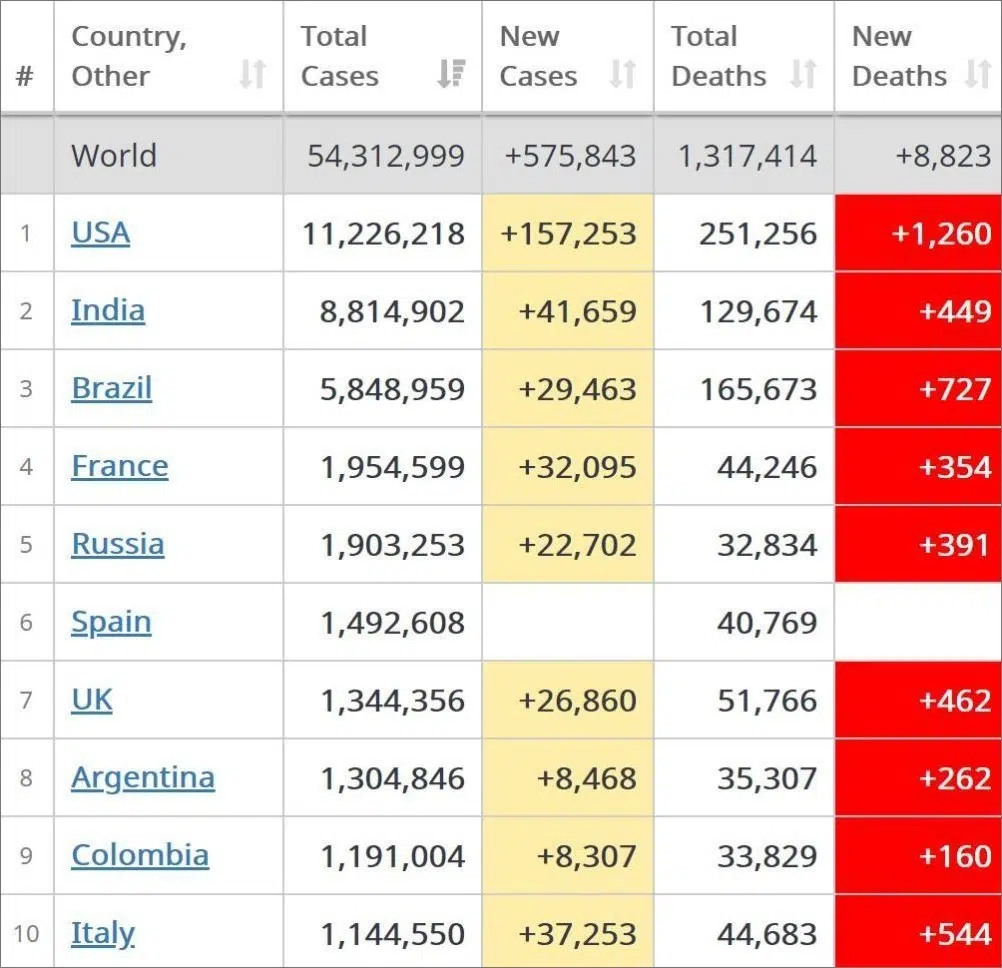 # Country, Other Total Cases New Cases Total Deaths New Deaths
World 54,312,999 +575,843 1,317,414 +8,823
1 USA 11,226,218 +157,253 251,256 +1,260
2 India 8,814,902 +41,659 129,674 +449
3 Brazil 5,848,959 +29,463 165,673 +727
4 France 1,954,599 +32,095 44,246 +354
5 Russia 1,903,253 +22,702 32,834 +391
6 Spain 1,492,608 40,769
7 UK 1,344,356 +26,860 51,766 +462
8 Argentina 1,304,846 +8,468 35,307 +262
9 Colombia 1,191,004 +8,307 33,829 +160
10 Italy 1,144,550 +37,253 44,683 +544